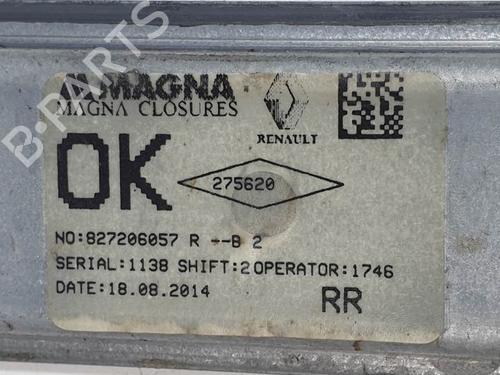 MAGNA
MAGNA CLOSURES
RENAULT
OK
275620
NO:827206057 R --B 2
SERIAL:1138 SHIFT:2 OPERATOR:1746
DATE:18.08.2014
RR
B-PARTS